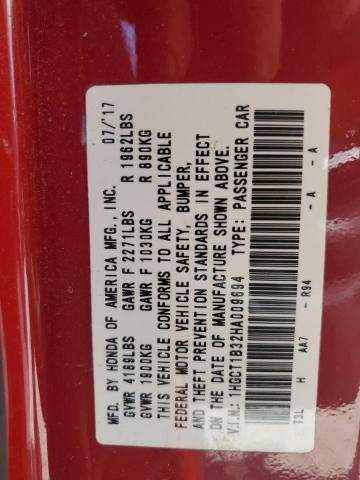 MFD. BY HONDA OF AMERICA MFG., INC. 07/'17
GVWR 4189LBS GAWR F 2271LBS R 1962LBS
GVWR 1900KG GAWR F 1030KG R 890KG
THIS VEHICLE CONFORMS TO ALL APPLICABLE
FEDERAL MOTOR VEHICLE SAFETY, BUMPER,
AND THEFT PREVENTION STANDARDS IN EFFECT
ON THE DATE OF MANUFACTURE SHOWN ABOVE.
V.I.N.: 1HGCT1B32HA009694 TYPE: PASSENGER CAR
T3L H AA7 - R94 - A - A